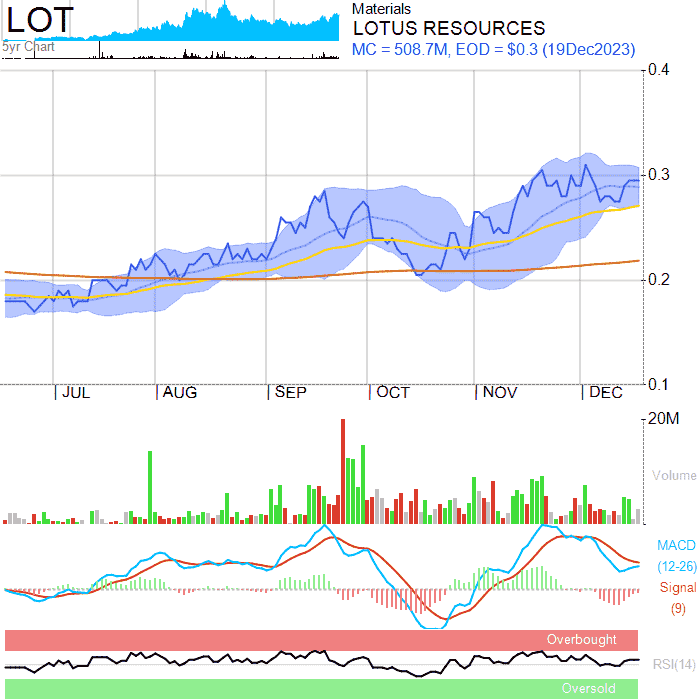 LOT
5yr Chart
Materials
LOTUS RESOURCES
MC = 508.7M, EOD = $0.3 (19Dec2023)
0.4
0.3
0.2
0.1
JUL AUG SEP OCT NOV DEC
20M
Volume
MACD
(12-26)
Signal
(9)
Overbought
RSI(14)
Oversold